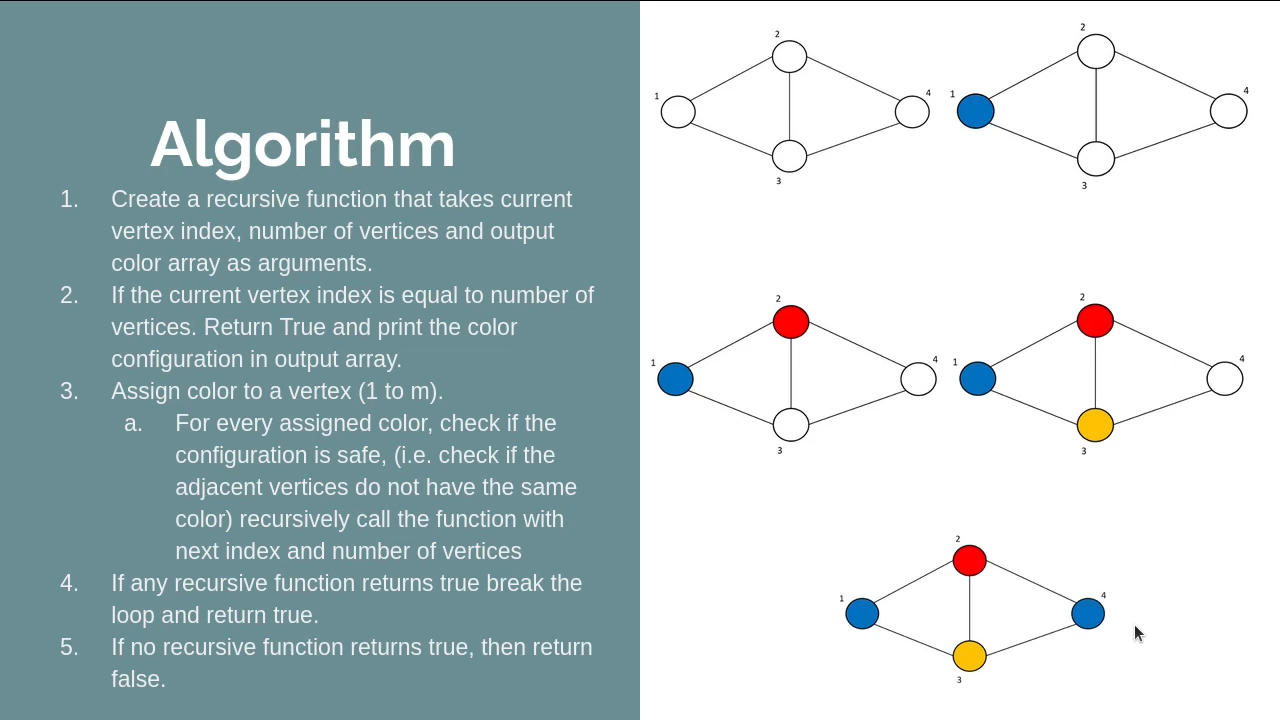 Algorithm
1. Create a recursive function that takes current
vertex index, number of vertices and output
color array as arguments.
2. If the current vertex index is equal to number of
vertices. Return True and print the color
configuration in output array.
3. Assign color to a vertex (1 to m).
a. For every assigned color, check if the
configuration is safe, (i.e. check if the
adjacent vertices do not have the same
color) recursively call the function with
next index and number of vertices
4. If any recursive function returns true break the
loop and return true.
5. If no recursive function returns true, then return
false.
2
1
4
3
2
1
4
3
2
1
4
3
2
1
4
3
2
1
4
3